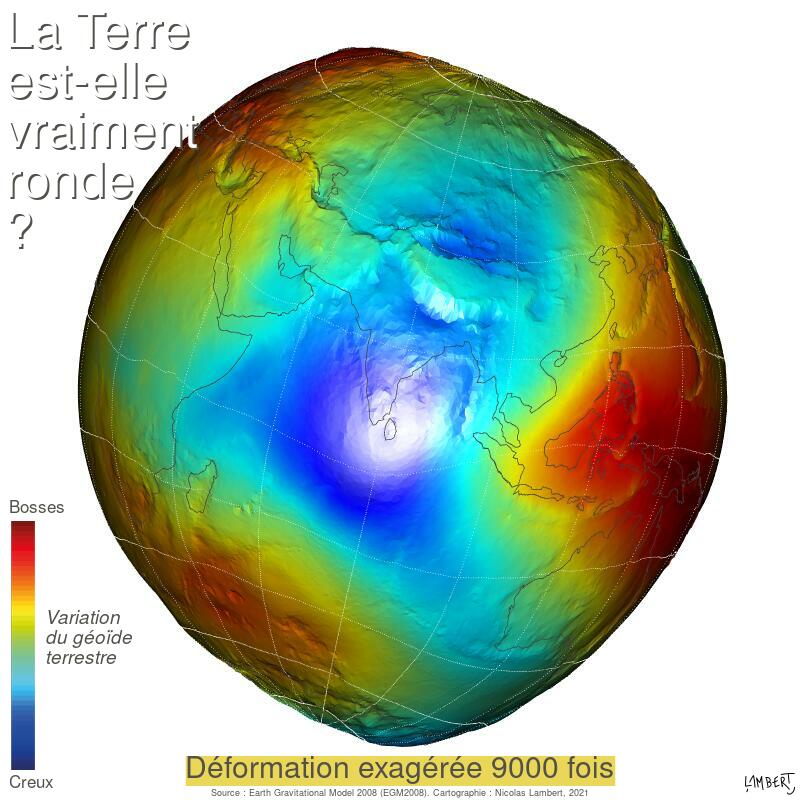 La Terre
est-elle
vraiment
ronde
?
Bosses
Variation
du géoïde
terrestre
Creux
Déformation exagérée 9000 fois
Source : Earth Gravitational Model 2008 (EGM2008). Cartographie : Nicolas Lambert, 2021
LAMBERT